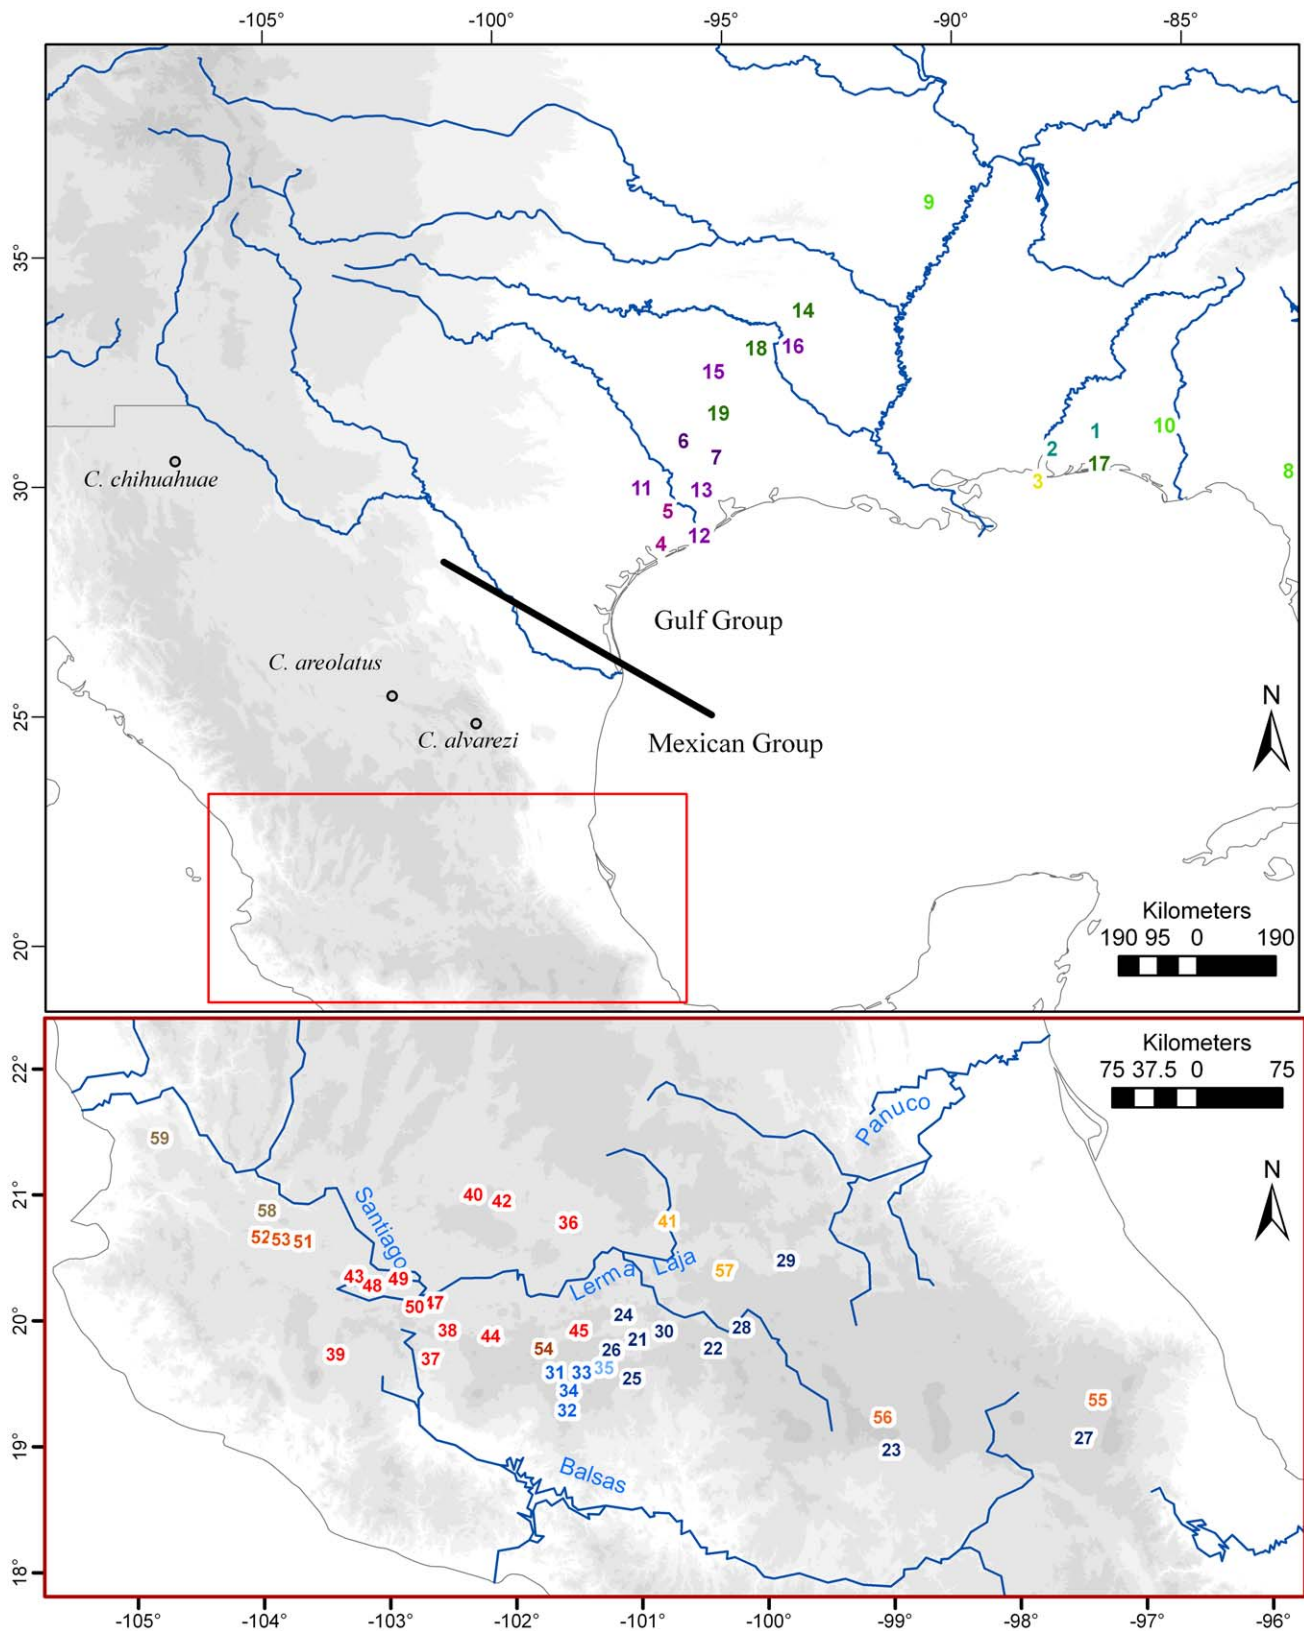 -105° -100° -95° -90° -85°
35°
30°
25°
20°
9
14
18 16
15
19
1
10
6
2
7
17
8
3
11 13
5
12
4
C. chihuahuae
Gulf Group
C. areolatus
C. alvarezi
Mexican Group
N
Kilometers
190 95 0 190
Kilometers
75 37.5 0 75
N
22°
21°
20°
19°
18°
Panuco
59
Santiago
40 42
58
36
41
52 53 51
Laja
29
57
43 48 49
Lerma
50 47
24
38 44 45
21 30 28
54 26 22
39 37
31 33 35
25
34
32
55
56
27
23
Balsas
-105° -104° -103° -102° -101° -100° -99° -98° -97° -96°